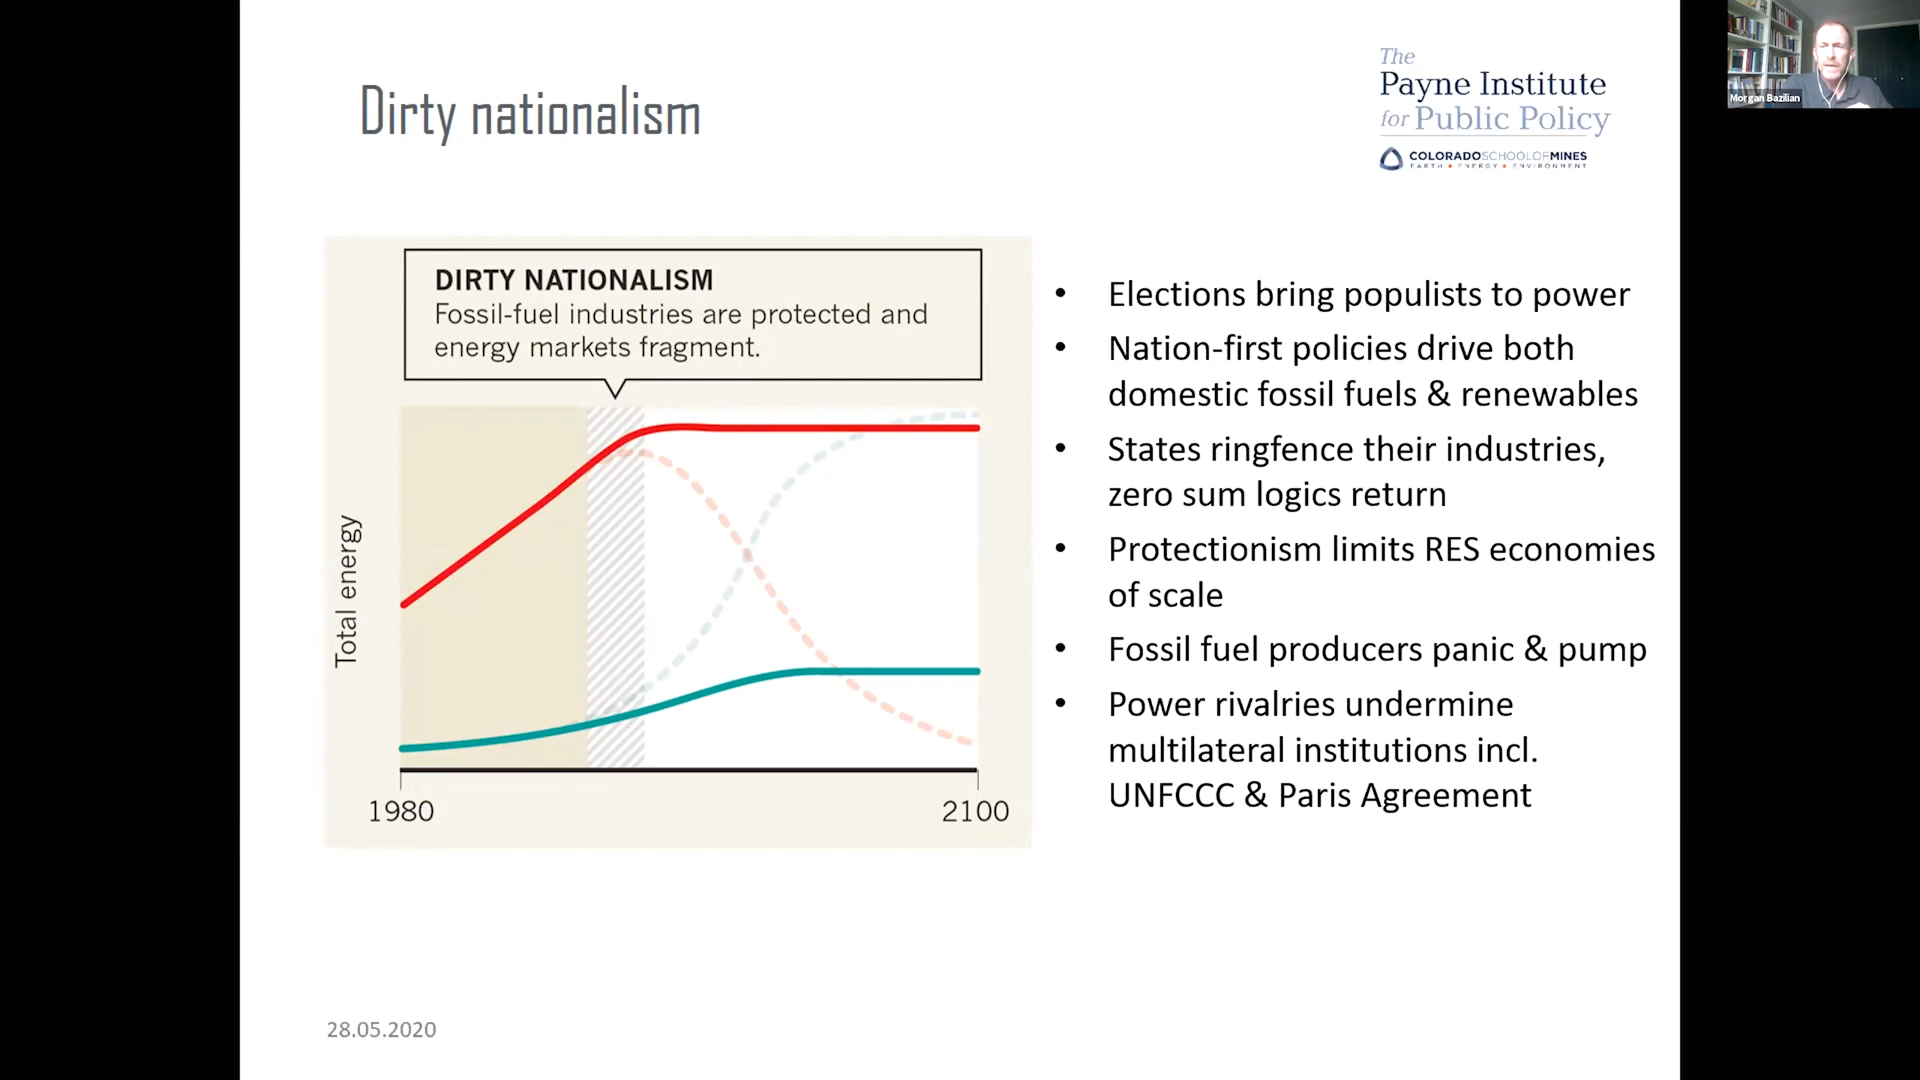 Dirty nationalism
The
Payne Institute
for Public Policy
COLORADOSCHOOLOFMINES
EARTH • ENERGY • ENVIRONMENT
Morgan Bazilian
DIRTY NATIONALISM
Fossil-fuel industries are protected and
energy markets fragment.
Total energy
1980
2100
• Elections bring populists to power
• Nation-first policies drive both
domestic fossil fuels & renewables
• States ringfence their industries,
zero sum logics return
• Protectionism limits RES economies
of scale
• Fossil fuel producers panic & pump
• Power rivalries undermine
multilateral institutions incl.
UNFCCC & Paris Agreement
28.05.2020